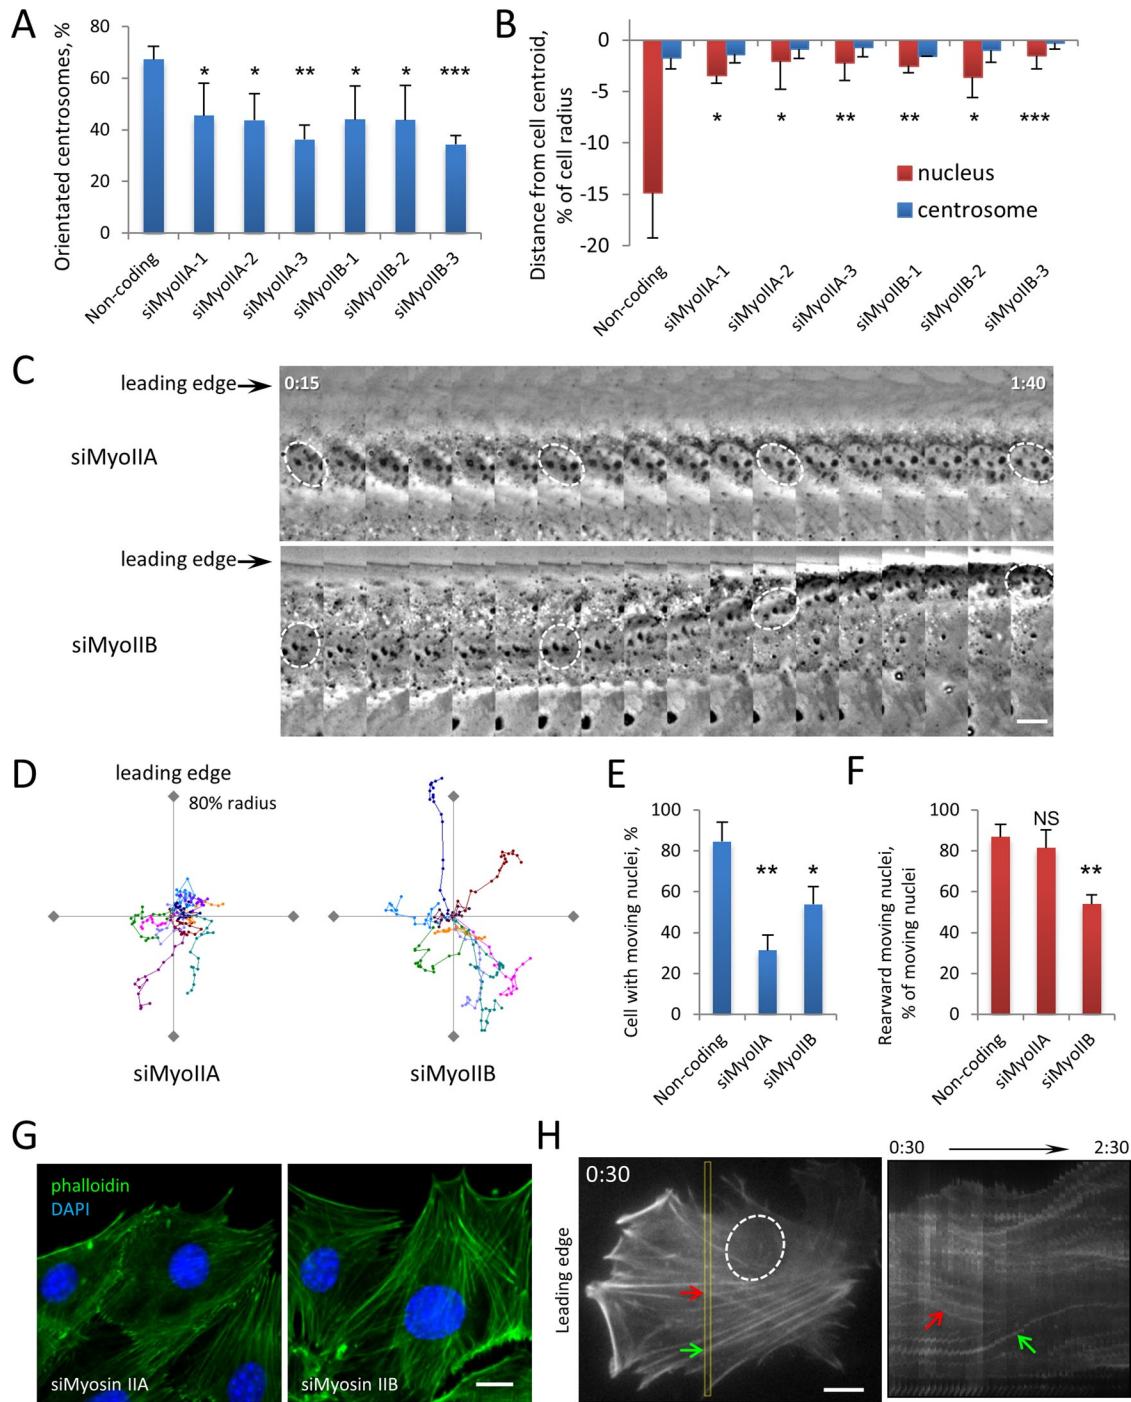 A
Orientated centrosomes, %
80
60
40
20
0
* * ** * * ***
Non-coding
siMyoIIA-1
siMyoIIA-2
siMyoIIA-3
siMyoIIB-1
siMyoIIB-2
siMyoIIB-3
B
Distance from cell centroid,
% of cell radius
0
-5
-10
-15
-20
* * ** ** * ***
nucleus
centrosome
Non-coding
siMyoIIA-1
siMyoIIA-2
siMyoIIA-3
siMyoIIB-1
siMyoIIB-2
siMyoIIB-3
C
leading edge
0:15
1:40
siMyoIIA
leading edge
siMyoIIB
D
leading edge
80% radius
siMyoIIA
siMyoIIB
E
Cell with moving nuclei, %
100
80
60
40
20
0
** *
Non-coding
siMyoIIA
siMyoIIB
F
Rearward moving nuclei,
% of moving nuclei
100
80
60
40
20
0
NS
**
Non-coding
siMyoIIA
siMyoIIB
G
phalloidin
DAPI
siMyosin IIA
siMyosin IIB
H
Leading edge
0:30
0:30
2:30